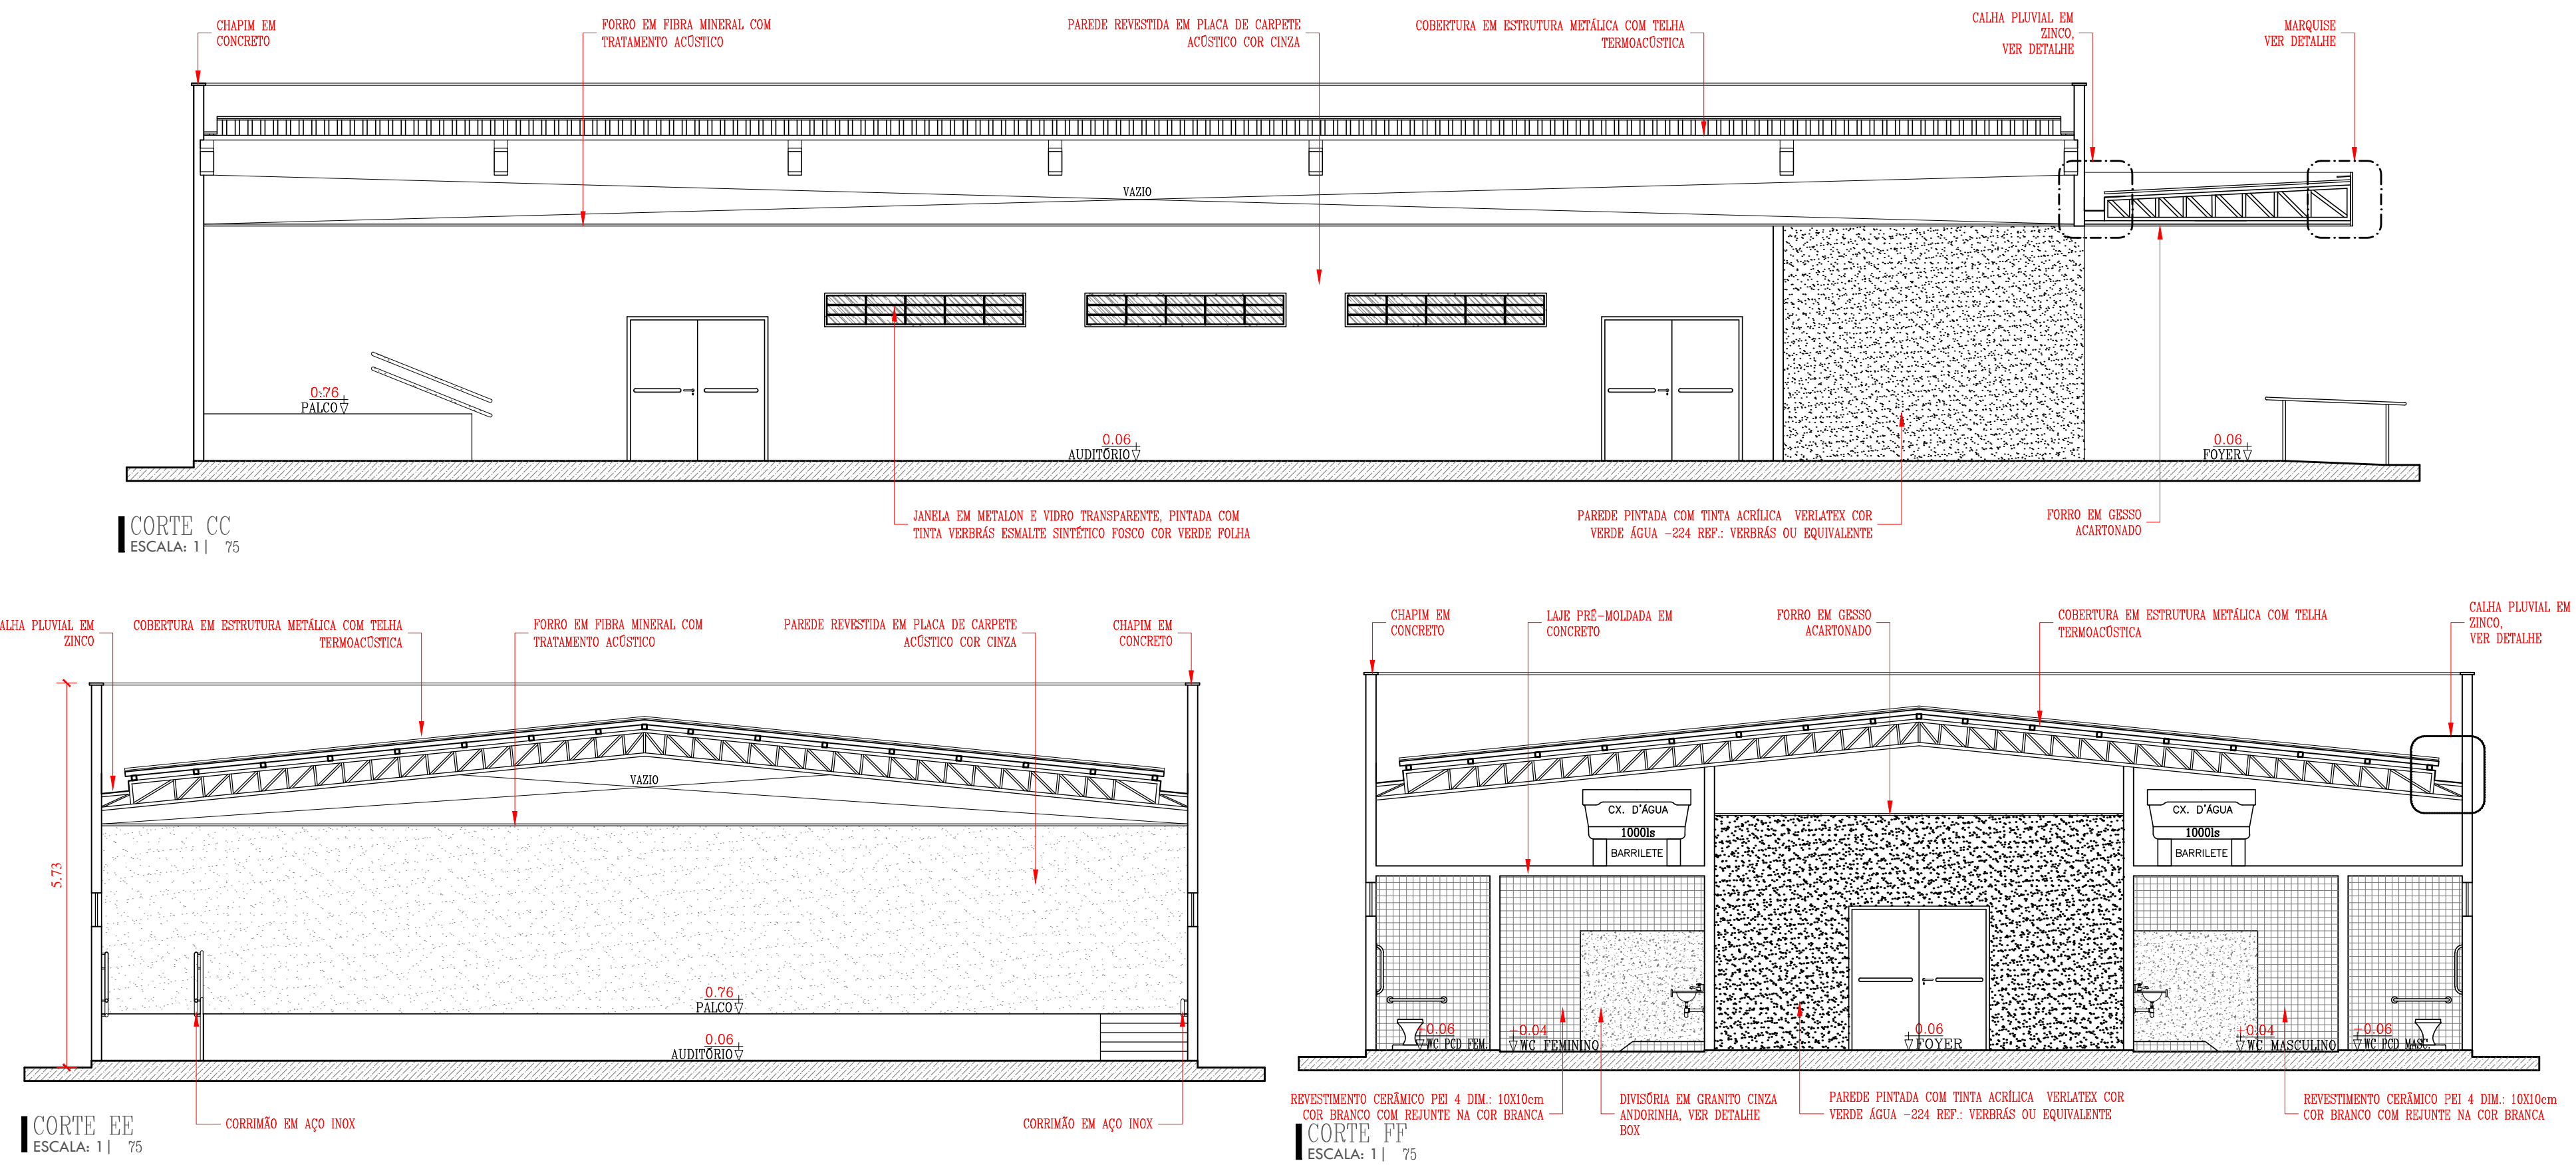 CHAPIM EM
CONCRETO
FORRO EM FIBRA MINERAL COM
TRATAMENTO ACÚSTICO
PAREDE REVESTIDA EM PLACA DE CARPETE
ACÚSTICO COR CINZA
COBERTURA EM ESTRUTURA METÁLICA COM TELHA
TERMOACÚSTICA
CALHA PLUVIAL EM
ZINCO,
VER DETALHE
MARQUISE
VER DETALHE
VAZIO
0.76
PALCO
0.06
AUDITÓRIO
0.06
FOYER
JANELA EM METALON E VIDRO TRANSPARENTE, PINTADA COM
TINTA VERBRÁS ESMALTE SINTÉTICO FOSCO COR VERDE FOLHA
PAREDE PINTADA COM TINTA ACRÍLICA VERLATEX COR
VERDE ÁGUA -224 REF.: VERBRÁS OU EQUIVALENTE
FORRO EM GESSO
ACARTONADO
CORTE CC
ESCALA: 1| 75
ALHA PLUVIAL EM
ZINCO
COBERTURA EM ESTRUTURA METÁLICA COM TELHA
TERMOACÚSTICA
FORRO EM FIBRA MINERAL COM
TRATAMENTO ACÚSTICO
PAREDE REVESTIDA EM PLACA DE CARPETE
ACÚSTICO COR CINZA
CHAPIM EM
CONCRETO
VAZIO
5.73
0.76
PALCO
0.06
AUDITÓRIO
CORRIMÃO EM AÇO INOX
CORRIMÃO EM AÇO INOX
CORTE EE
ESCALA: 1| 75
CHAPIM EM
CONCRETO
LAJE PRÉ-MOLDADA EM
CONCRETO
FORRO EM GESSO
ACARTONADO
COBERTURA EM ESTRUTURA METÁLICA COM TELHA
TERMOACÚSTICA
CALHA PLUVIAL EM
ZINCO,
VER DETALHE
CX. D'ÁGUA
1000ls
BARRILETE
CX. D'ÁGUA
1000ls
BARRILETE
+0.06
WC PCD FEM.
+0.04
WC FEMININO
0.06
FOYER
+0.04
WC MASCULINO
+0.06
WC PCD MASC.
REVESTIMENTO CERÂMICO PEI 4 DIM.: 10X10cm
COR BRANCO COM REJUNTE NA COR BRANCA
DIVISÓRIA EM GRANITO CINZA
ANDORINHA, VER DETALHE
BOX
PAREDE PINTADA COM TINTA ACRÍLICA VERLATEX COR
VERDE ÁGUA -224 REF.: VERBRÁS OU EQUIVALENTE
REVESTIMENTO CERÂMICO PEI 4 DIM.: 10X10cm
COR BRANCO COM REJUNTE NA COR BRANCA
CORTE FF
ESCALA: 1| 75